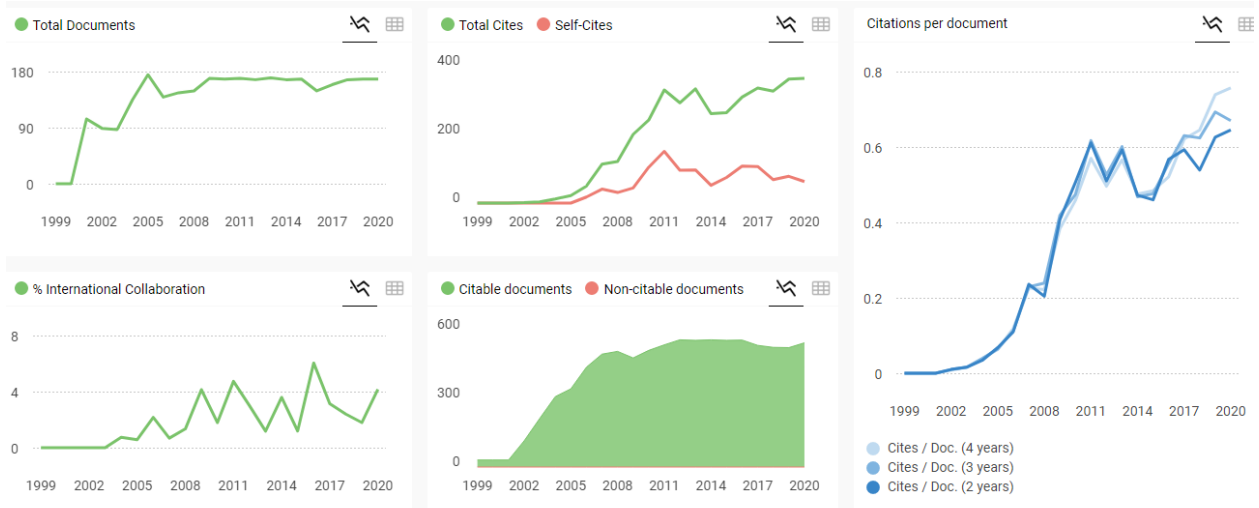 Total Documents
180
90
0
1999 2002 2005 2008 2011 2014 2017 2020
Total Cites Self-Cites
400
200
0
1999 2002 2005 2008 2011 2014 2017 2020
Citations per document
0.8
0.6
0.4
0.2
0
1999 2002 2005 2008 2011 2014 2017 2020
Cites / Doc. (4 years)
Cites / Doc. (3 years)
Cites / Doc. (2 years)
% International Collaboration
8
4
0
1999 2002 2005 2008 2011 2014 2017 2020
Citable documents Non-citable documents
600
300
0
1999 2002 2005 2008 2011 2014 2017 2020